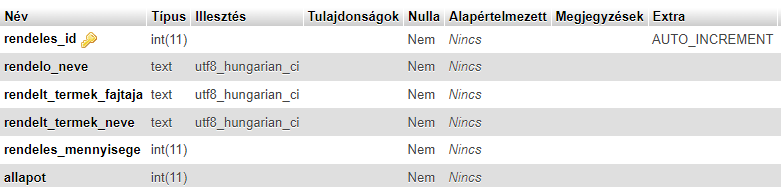 Név Típus Illesztés Tulajdonságok Nulla Alapértelmezett Megjegyzések Extra
rendeles_id int(11) Nem Nincs AUTO_INCREMENT
rendelo_neve text utf8_hungarian_ci Nem Nincs
rendelt_termek_fajtaja text utf8_hungarian_ci Nem Nincs
rendelt_termek_neve text utf8_hungarian_ci Nem Nincs
rendeles_mennyisege int(11) Nem Nincs
allapot int(11) Nem Nincs